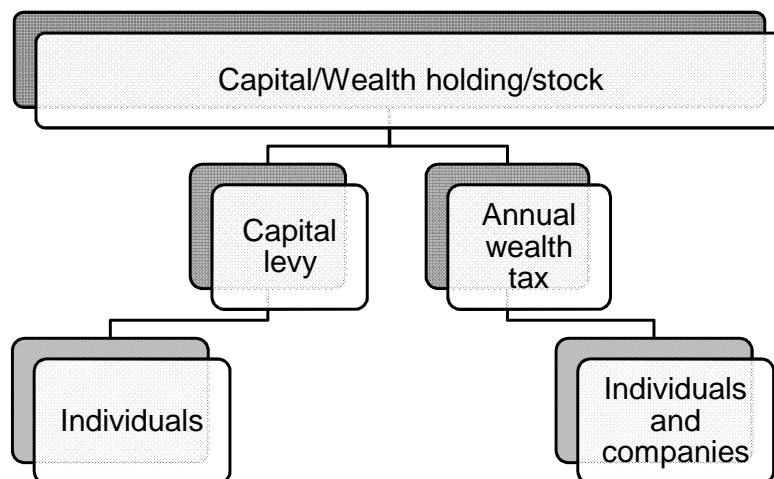 Capital/Wealth holding/stock
Capital
levy
Annual
wealth
tax
Individuals
Individuals
and
companies